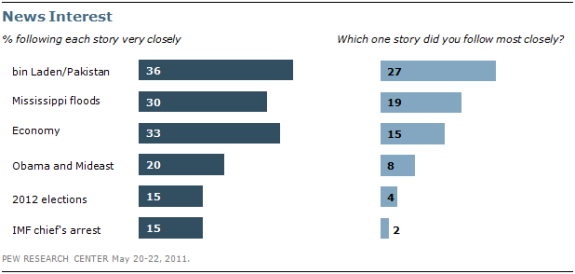 News Interest
% following each story very closely Which one story did you follow most closely?
bin Laden/Pakistan 36 27
Mississippi floods 30 19
Economy 33 15
Obama and Mideast 20 8
2012 elections 15 4
IMF chief's arrest 15 2
PEW RESEARCH CENTER May 20-22, 2011.